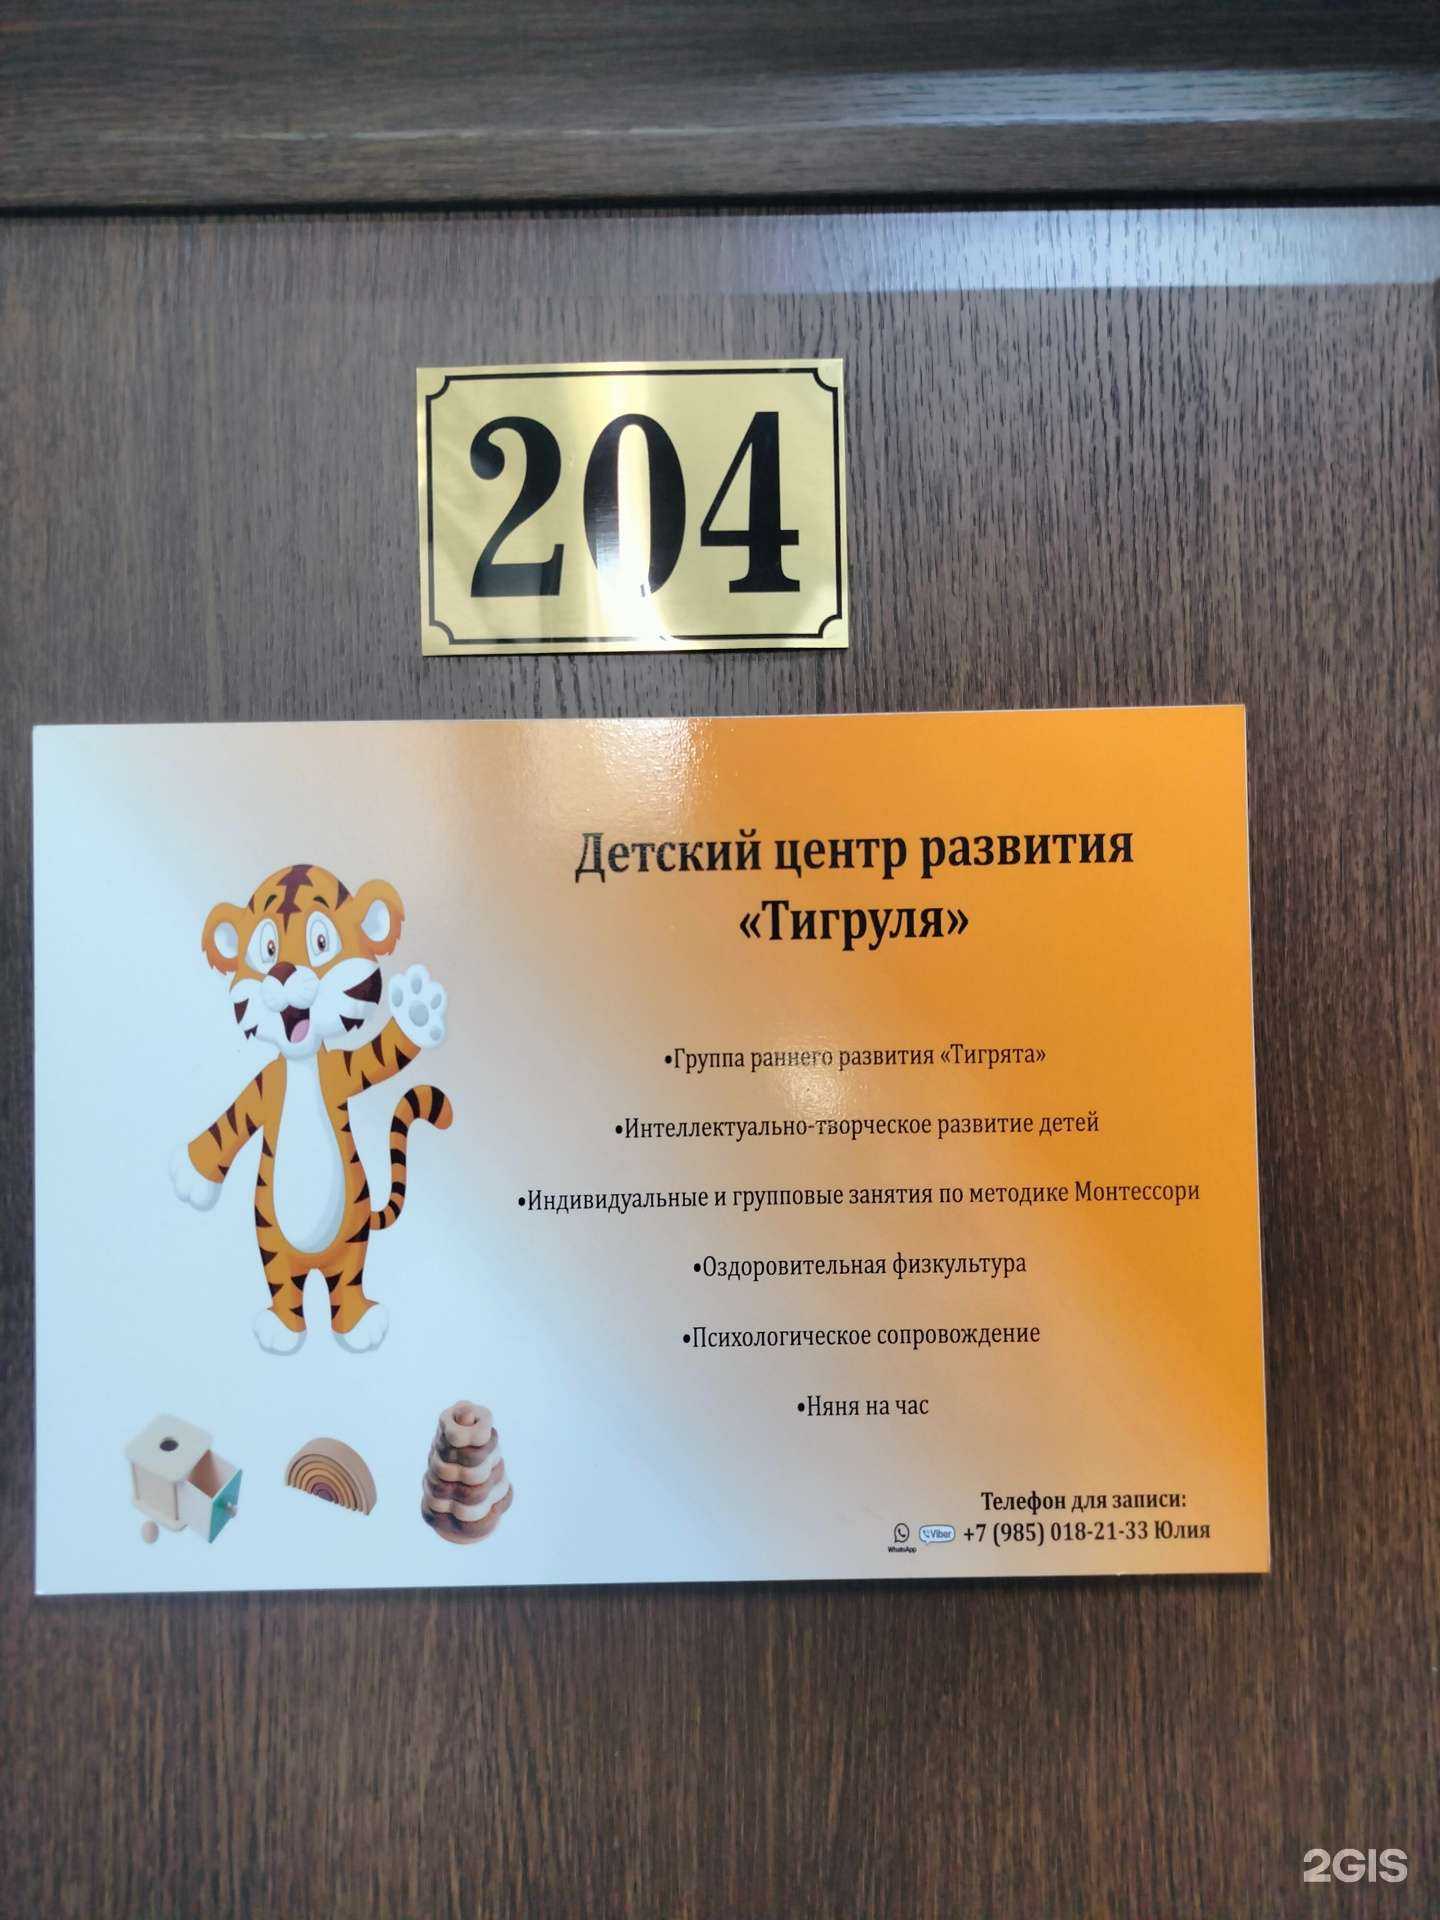 204
Детский центр развития
«Тигруля»
•Группа раннего развития «Тигрята»
•Интеллектуально-творческое развитие детей
•Индивидуальные и групповые занятия по методике Монтессори
•Оздоровительная физкультура
•Психологическое сопровождение
•Няня на час
Телефон для записи:
WhatsApp Viber +7 (985) 018-21-33 Юлия
2GIS